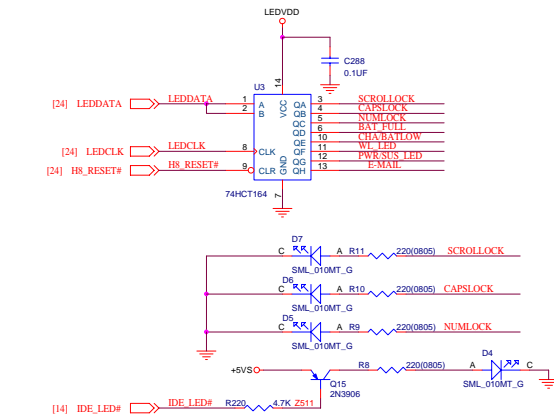 LEDVDD
C288
0.1UF
U3
14
VCC
[24] LEDDATA LEDDATA 1 A QA 3 SCROLLOCK
2 B QB 4 CAPSLOCK
QC 5 NUMLOCK
QD 6 BAT_FULL
QE 10 CHA/BATLOW
[24] LEDCLK LEDCLK 8 CLK QF 11 WL_LED
QG 12 PWR/SUS_LED
[24] H8_RESET# H8_RESET# 9 CLR QH 13 E-MAIL
GND
74HCT164 7
D7
C A R11 220(0805) SCROLLOCK
SML_010MT_G
D6
C A R10 220(0805) CAPSLOCK
SML_010MT_G
D5
C A R9 220(0805) NUMLOCK
SML_010MT_G
D4
+5VS R8 220(0805) A C
SML_010MT_G
Q15
2N3906
[14] IDE_LED# R220 4.7K Z511